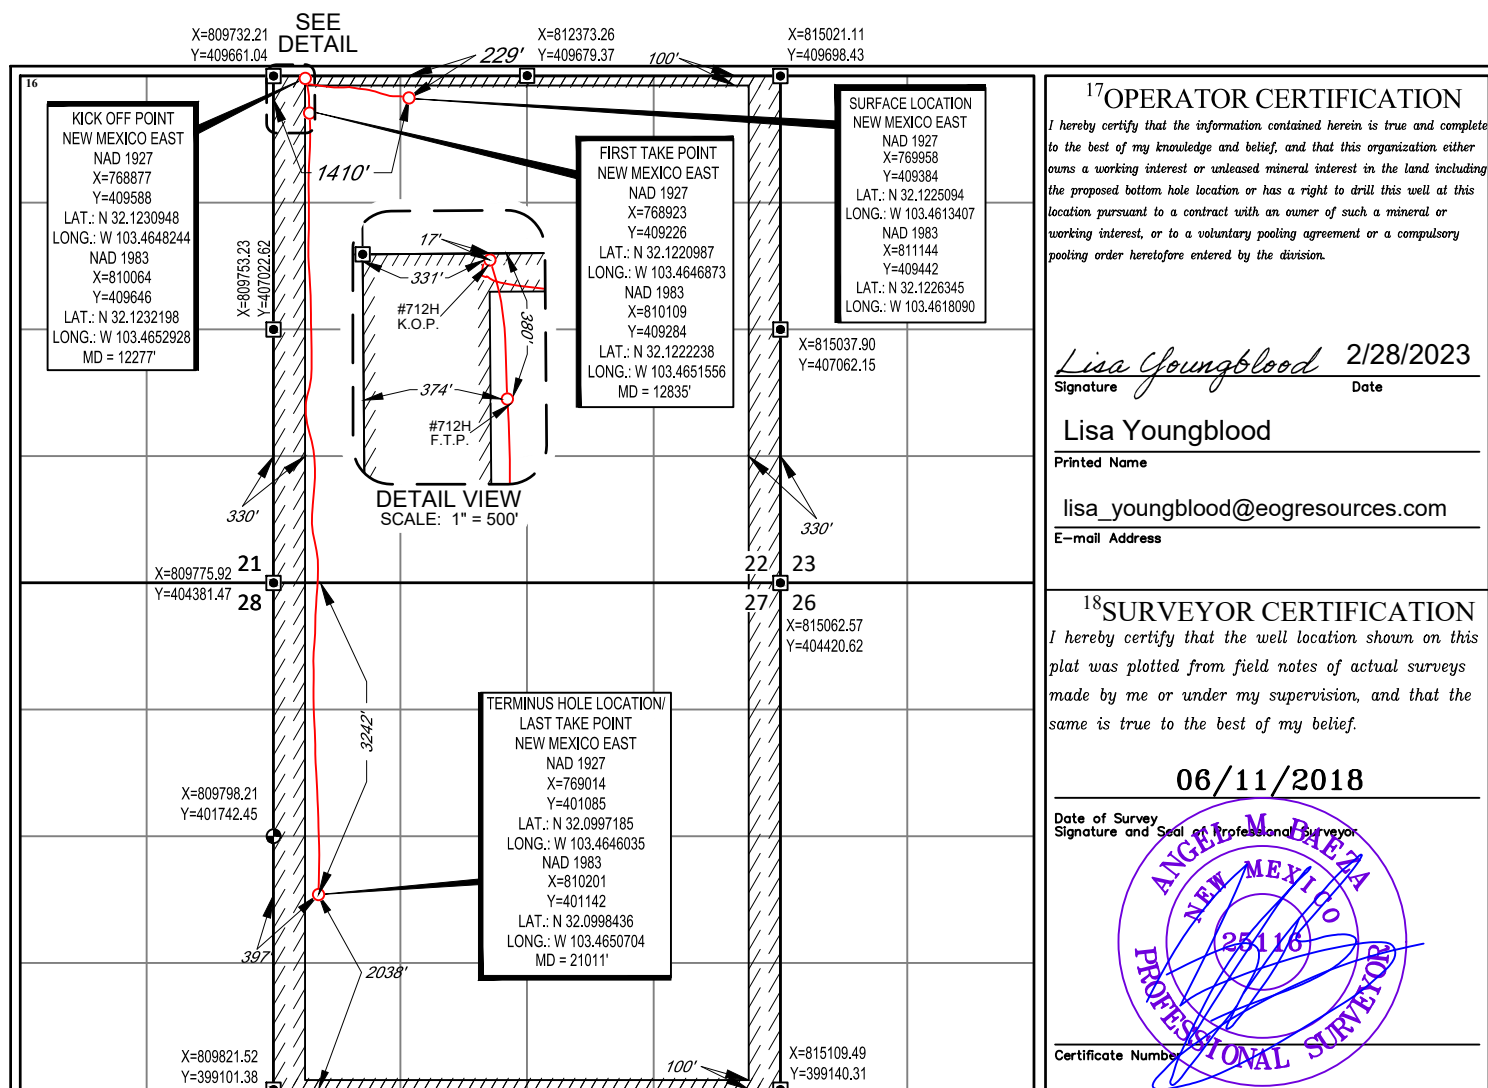 SEE
DETAIL
X=809732.21
Y=409661.04
X=812373.26
Y=409679.37
X=815021.11
Y=409698.43
229'
100'
16
KICK OFF POINT
NEW MEXICO EAST
NAD 1927
X=768877
Y=409588
LAT.: N 32.1230948
LONG.: W 103.4648244
NAD 1983
X=810064
Y=409646
LAT.: N 32.1232198
LONG.: W 103.4652928
MD = 12277'
1410'
FIRST TAKE POINT
NEW MEXICO EAST
NAD 1927
X=768923
Y=409226
LAT.: N 32.1220987
LONG.: W 103.4646873
NAD 1983
X=810109
Y=409284
LAT.: N 32.1222238
LONG.: W 103.4651556
MD = 12835'
SURFACE LOCATION
NEW MEXICO EAST
NAD 1927
X=769958
Y=409384
LAT.: N 32.1225094
LONG.: W 103.4613407
NAD 1983
X=811144
Y=409442
LAT.: N 32.1226345
LONG.: W 103.4618090
X=809753.23
Y=407022.62
17'
331'
#712H
K.O.P.
380'
374'
#712H
F.T.P.
DETAIL VIEW
SCALE: 1" = 500'
X=815037.90
Y=407062.15
330'
330'
21
22
23
X=809775.92
Y=404381.47
28
27
26
X=815062.57
Y=404420.62
3242'
TERMINUS HOLE LOCATION/
LAST TAKE POINT
NEW MEXICO EAST
NAD 1927
X=769014
Y=401085
LAT.: N 32.0997185
LONG.: W 103.4646035
NAD 1983
X=810201
Y=401142
LAT.: N 32.0998436
LONG.: W 103.4650704
MD = 21011'
X=809798.21
Y=401742.45
397'
2038'
X=809821.52
Y=399101.38
100'
X=815109.49
Y=399140.31
17OPERATOR CERTIFICATION
I hereby certify that the information contained herein is true and complete
to the best of my knowledge and belief, and that this organization either
owns a working interest or unleased mineral interest in the land including
the proposed bottom hole location or has a right to drill this well at this
location pursuant to a contract with an owner of such a mineral or
working interest, or to a voluntary pooling agreement or a compulsory
pooling order heretofore entered by the division.
Lisa Youngblood 2/28/2023
Signature Date
Lisa Youngblood
Printed Name
lisa_youngblood@eogresources.com
E-mail Address
18SURVEYOR CERTIFICATION
I hereby certify that the well location shown on this
plat was plotted from field notes of actual surveys
made by me or under my supervision, and that the
same is true to the best of my belief.
06/11/2018
Date of Survey
Signature and Seal of Professional Surveyor
ANGEL M. BAEZA
NEW MEXICO
25116
PROFESSIONAL SURVEYOR
Certificate Number